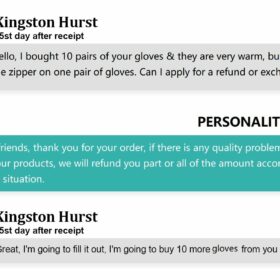 Kingston Hurst
5st day after receipt
ello, I bought 10 pairs of your gloves & they are very warm, bu
e zipper on one pair of gloves. Can I apply for a refund or exch
PERSONALIT
friends, thank you for your order, if there is any quality problem
our products, we will refund you part or all of the amount accor
situation.
Kingston Hurst
5st day after receipt
Great, I'm going to fill it out, I'm going to buy 10 more gloves from you